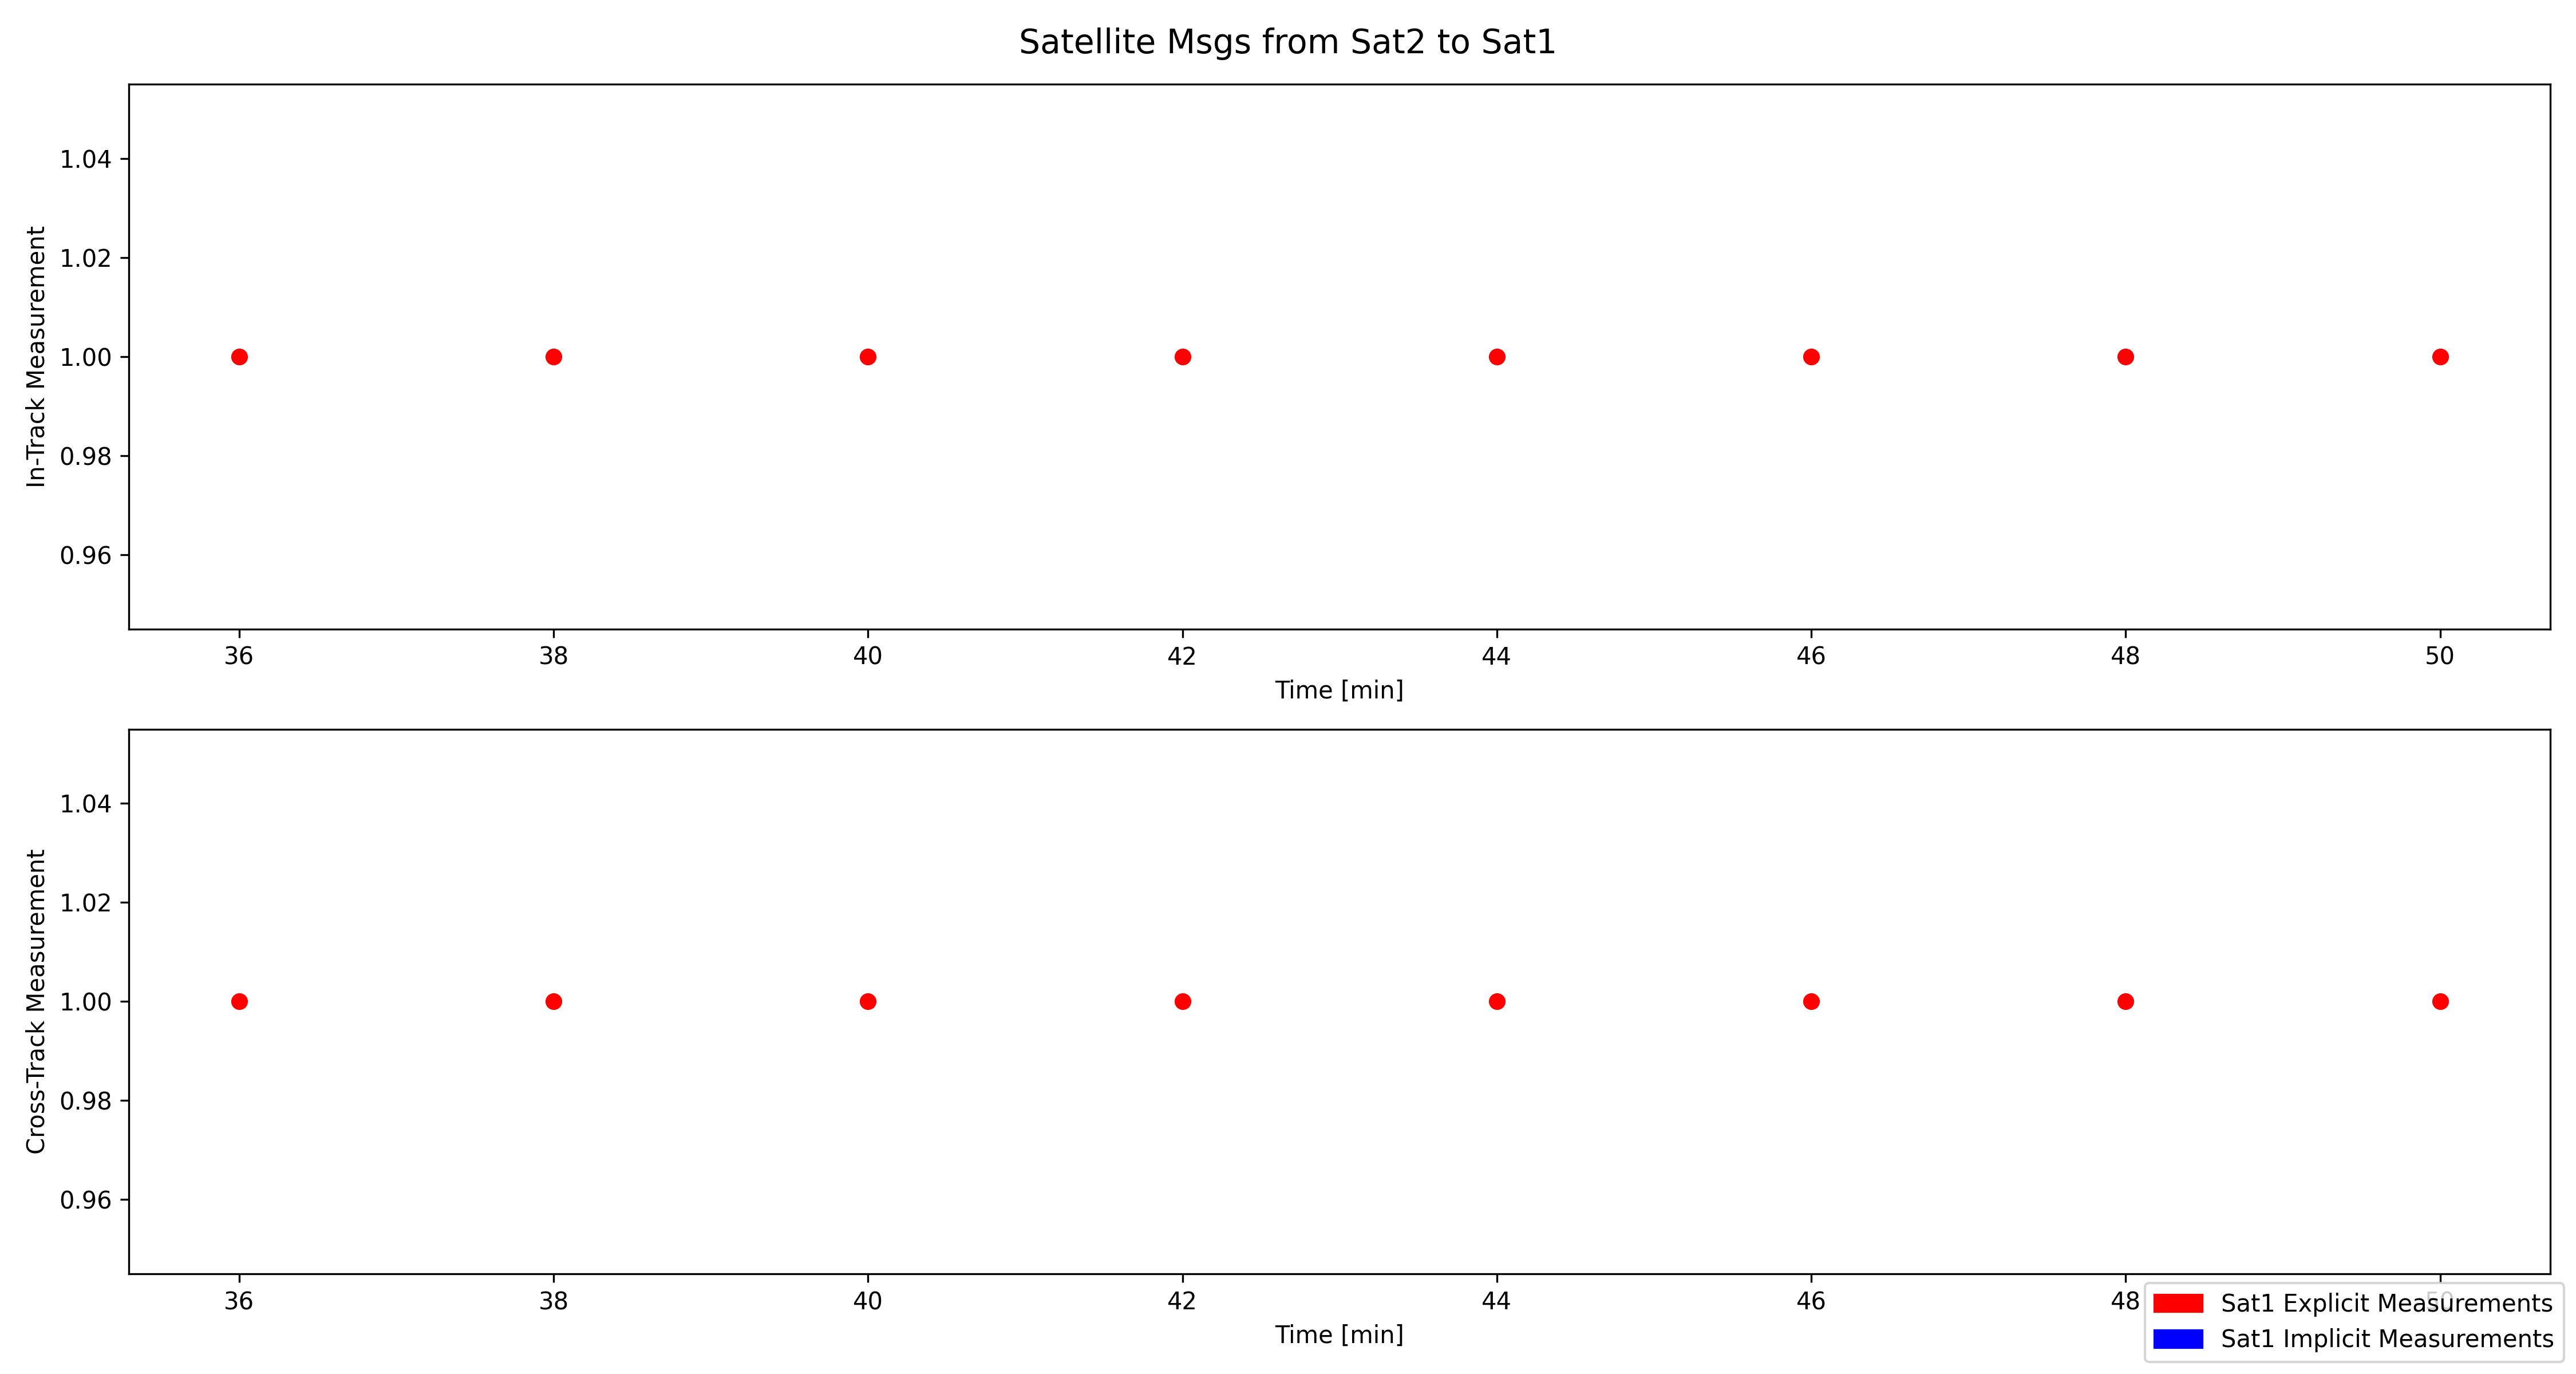 Satellite Msgs from Sat2 to Sat1
In-Track Measurement
1.04
1.02
1.00
0.98
0.96
36 38 40 42 44 46 48 50
Time [min]
Cross-Track Measurement
1.04
1.02
1.00
0.98
0.96
36 38 40 42 44 46 48 50
Time [min]
Sat1 Explicit Measurements
Sat1 Implicit Measurements